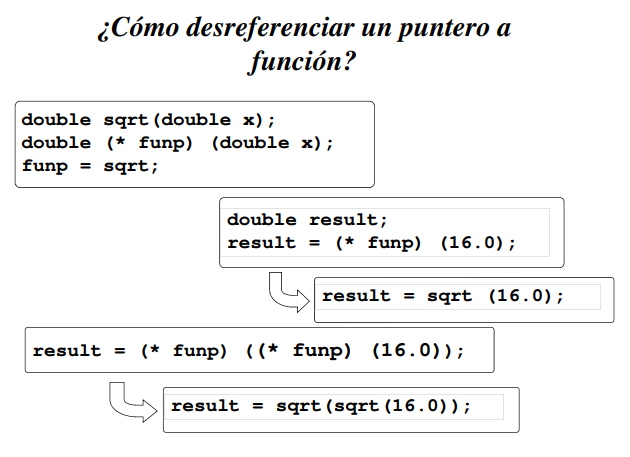 ¿Cómo desreferenciar un puntero a
función?
double sqrt(double x);
double (* funp) (double x);
funp = sqrt;
double result;
result = (* funp) (16.0);
result = sqrt (16.0);
result = (* funp) ((* funp) (16.0));
result = sqrt(sqrt(16.0));